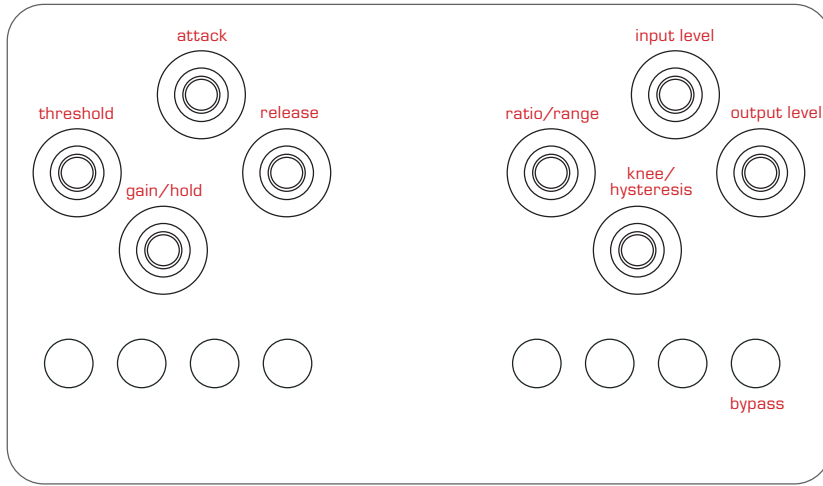 attack
input level
threshold
release
ratio/range
output level
gain/hold
knee/
hysteresis
bypass